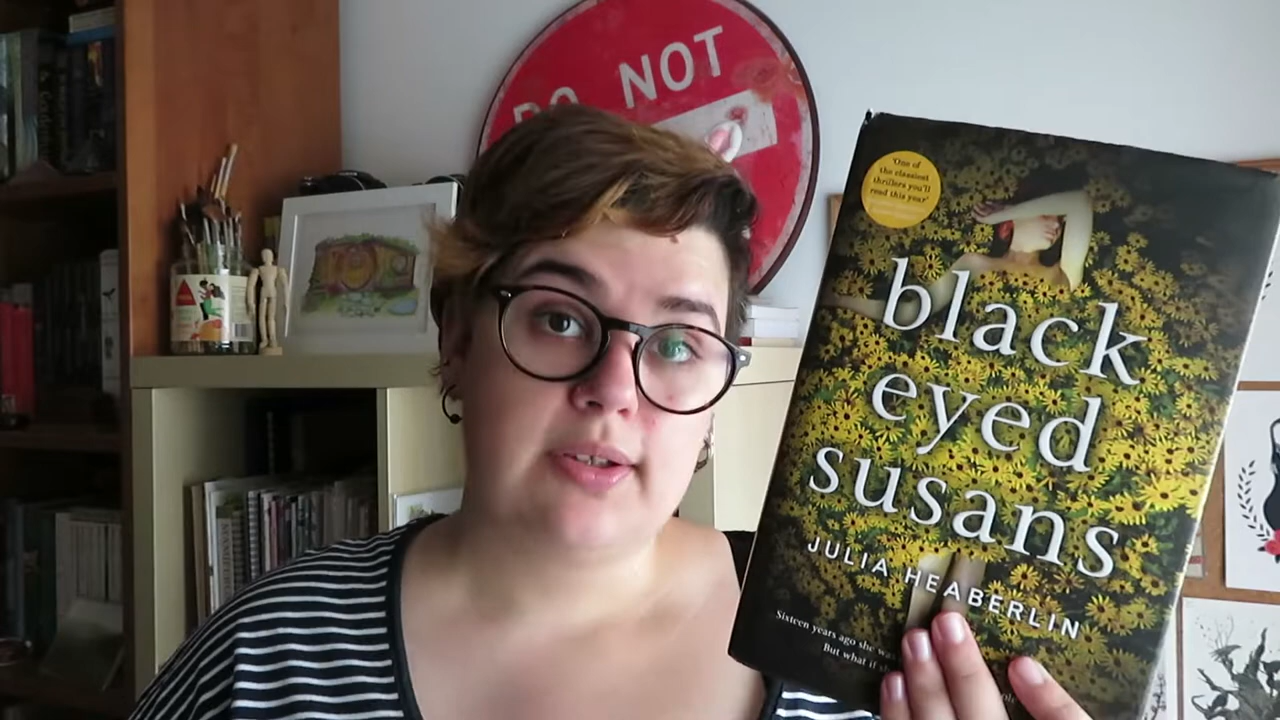 DO NOT
'One of
the classiest
thrillers you'll
read this year'
black
eyed
susans
JULIA HEABERLIN
Sixteen years ago she
But what if